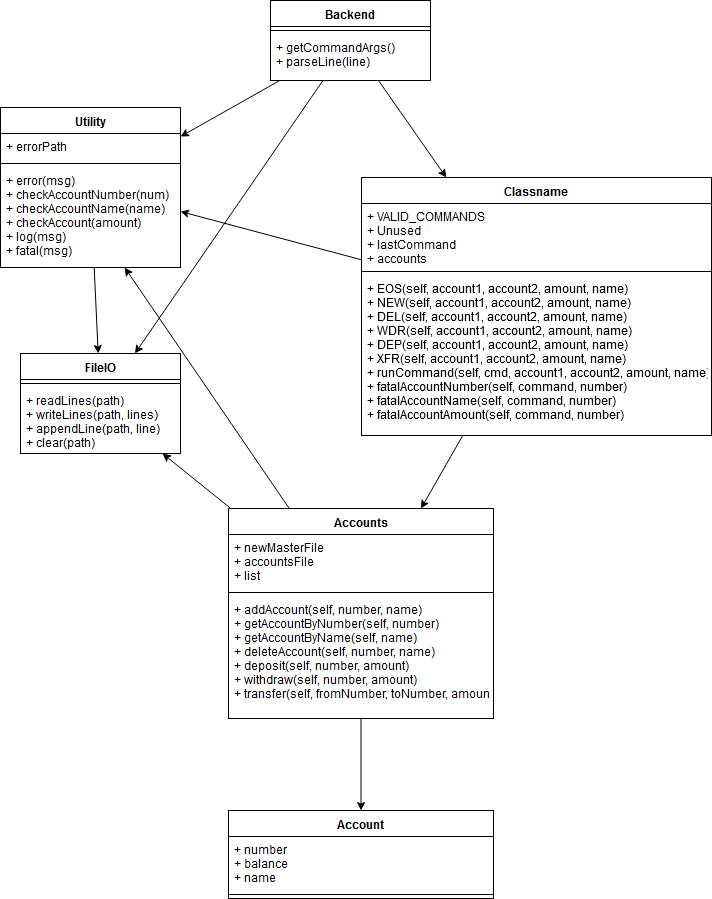 Backend
+ getCommandArgs()
+ parseLine(line)
Utility
+ errorPath
+ error(msg)
+ checkAccountNumber(num)
+ checkAccountName(name)
+ checkAccount(amount)
+ log(msg)
+ fatal(msg)
Classname
+ VALID_COMMANDS
+ Unused
+ lastCommand
+ accounts
+ EOS(self, account1, account2, amount, name)
+ NEW(self, account1, account2, amount, name)
+ DEL(self, account1, account2, amount, name)
+ WDR(self, account1, account2, amount, name)
+ DEP(self, account1, account2, amount, name)
+ XFR(self, account1, account2, amount, name)
+ runCommand(self, cmd, account1, account2, amount, name)
+ fatalAccountNumber(self, command, number)
+ fatalAccountName(self, command, number)
+ fatalAccountAmount(self, command, number)
FileIO
+ readLines(path)
+ writeLines(path, lines)
+ appendLine(path, line)
+ clear(path)
Accounts
+ newMasterFile
+ accountsFile
+ list
+ addAccount(self, number, name)
+ getAccountByNumber(self, number)
+ getAccountByName(self, name)
+ deleteAccount(self, number, name)
+ deposit(self, number, amount)
+ withdraw(self, number, amount)
+ transfer(self, fromNumber, toNumber, amoun
Account
+ number
+ balance
+ name